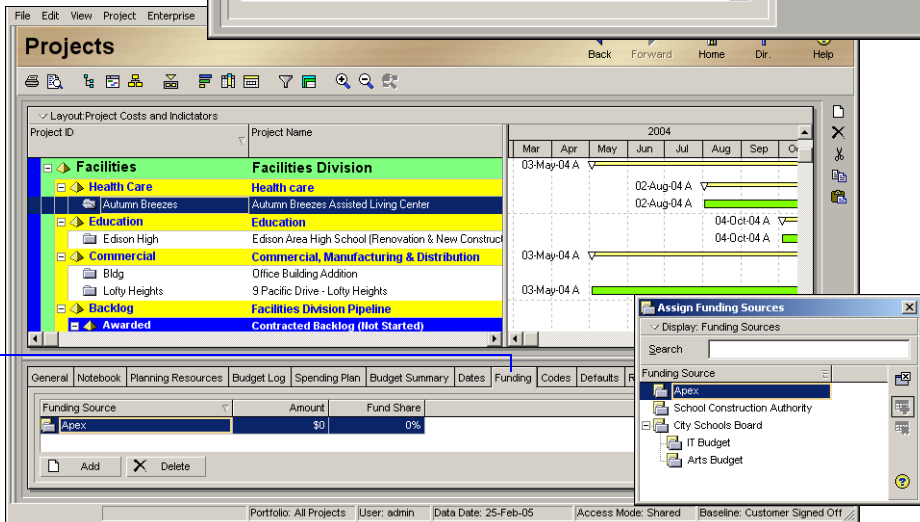 File Edit View Project Enterprise
Projects
Back Forward Home Dir. Help
Layout:Project Costs and Indictators
Project ID Project Name 2004
Mar Apr May Jun Jul Aug Sep
Facilities Facilities Division 03-May-04 A
Health Care Health care 02-Aug-04 A
Autumn Breezes Autumn Breezes Assisted Living Center 02-Aug-04 A
Education Education 04-Oct-04 A
Edison High Edison Area High School (Renovation & New Construct 04-Oct-04 A
Commercial Commercial, Manufacturing & Distribution 03-May-04 A
Bldg Office Building Addition
Lofty Heights 9 Pacific Drive - Lofty Heights 03-May-04 A
Backlog Facilities Division Pipeline
Awarded Contracted Backlog (Not Started)
General Notebook Planning Resources Budget Log Spending Plan Budget Summary Dates Funding Codes Defaults R
Funding Source Amount Fund Share
Apex $0 0%
Add Delete
Assign Funding Sources
Display: Funding Sources
Search
Funding Source
Apex
School Construction Authority
City Schools Board
IT Budget
Arts Budget
Portfolio: All Projects User: admin Data Date: 25-Feb-05 Access Mode: Shared Baseline: Customer Signed Off